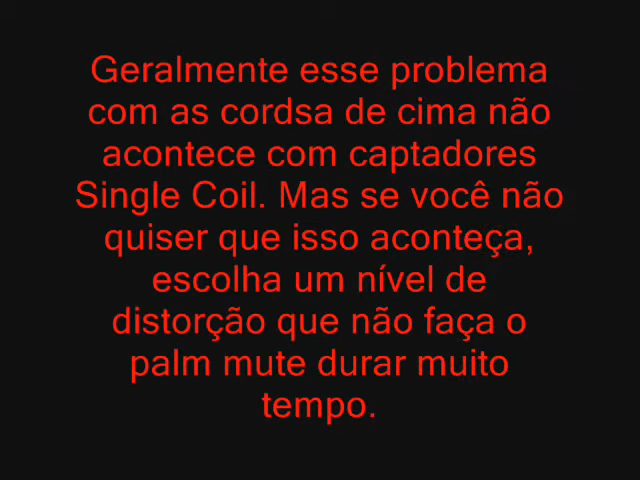 Geralmente esse problema
com as cordsa de cima não
acontece com captadores
Single Coil. Mas se você não
quiser que isso aconteça,
escolha um nível de
distorção que não faça o
palm mute durar muito
tempo.